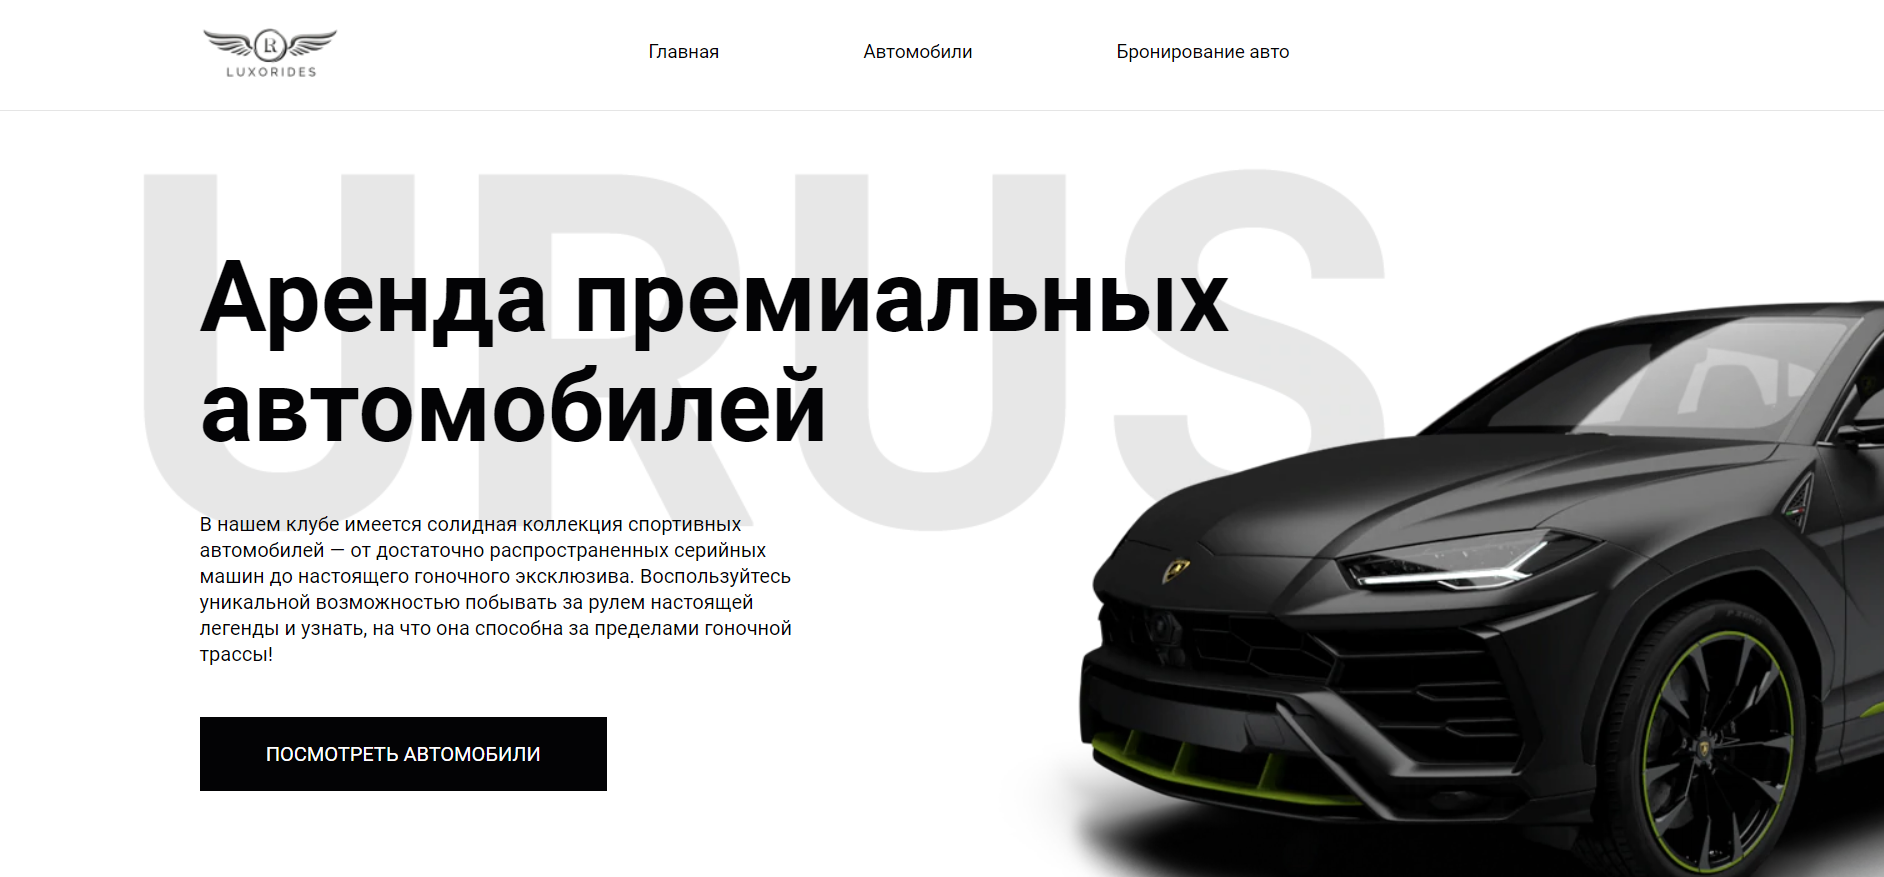 LUXORIDES
Главная
Автомобили
Бронирование авто
URUS
Аренда премиальных
автомобилей
В нашем клубе имеется солидная коллекция спортивных
автомобилей — от достаточно распространенных серийных
машин до настоящего гоночного эксклюзива. Воспользуйтесь
уникальной возможностью побывать за рулем настоящей
легенды и узнать, на что она способна за пределами гоночной
трассы!
ПОСМОТРЕТЬ АВТОМОБИЛИ